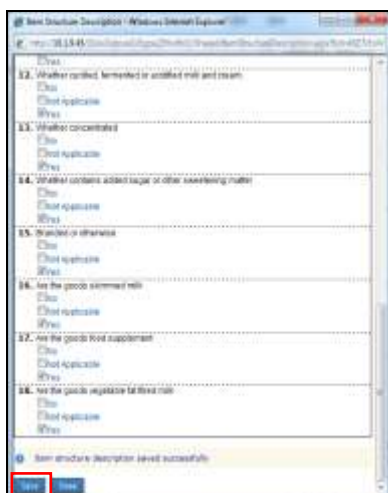 Item Structure Description - Windows Internet Explorer
Yes
12. Whether curdled, fermented or acidified milk and cream
No
Not Applicable
Yes
13. Whether concentrated
No
Not Applicable
Yes
14. Whether contains added sugar or other sweetening matter
No
Not Applicable
Yes
15. Branded or otherwise
No
Not Applicable
Yes
16. Are the goods skimmed milk
No
Not Applicable
Yes
17. Are the goods food supplement
No
Not Applicable
Yes
18. Are the goods vegetable fat filled milk
No
Not Applicable
Yes
Item structure description saved successfully
Save